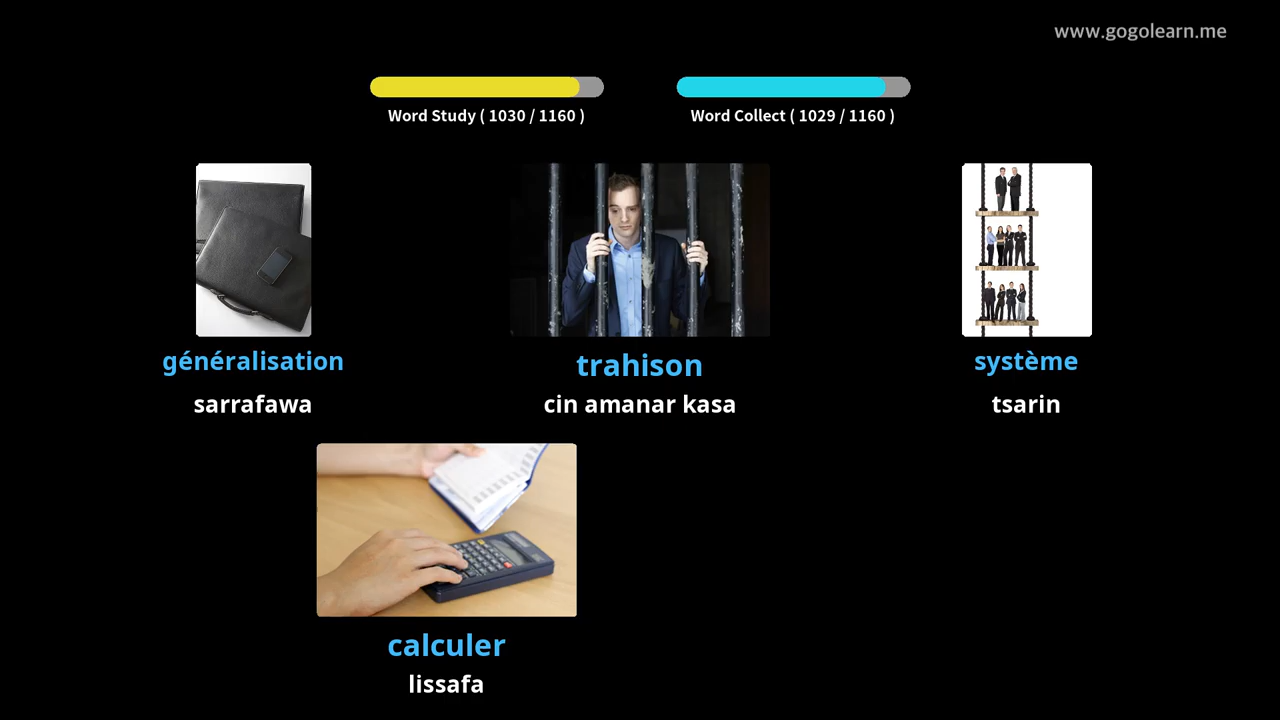 www.gogolearn.me
Word Study ( 1030 / 1160 )
Word Collect ( 1029 / 1160 )
généralisation
sarrafawa
trahison
cin amanar kasa
système
tsarin
calculer
lissafa